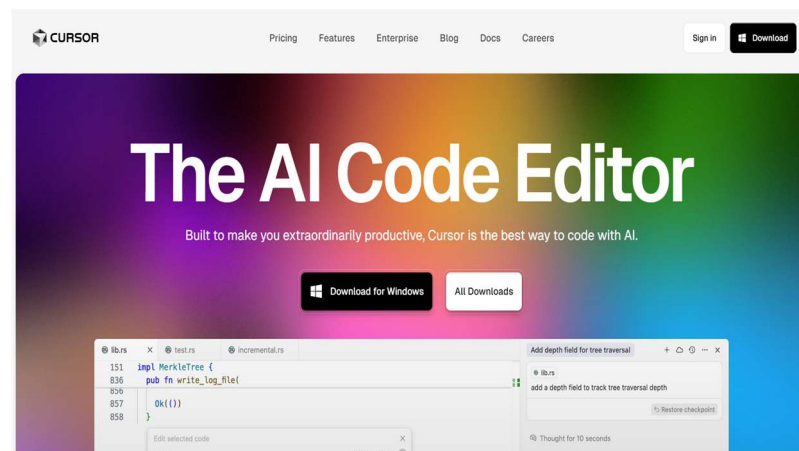 CURSOR
Pricing Features Enterprise Blog Docs Careers
Sign in Download
The AI Code Editor
Built to make you extraordinarily productive, Cursor is the best way to code with AI.
Download for Windows All Downloads
lib.rs X test.rs incremental.rs
151 impl MerkleTree {
836 pub fn write_log_file(
856
857 Ok(())
858 }
Edit selected code
Add depth field for tree traversal
lib.rs
add a depth field to track tree traversal depth
Restore checkpoint
Thought for 10 seconds